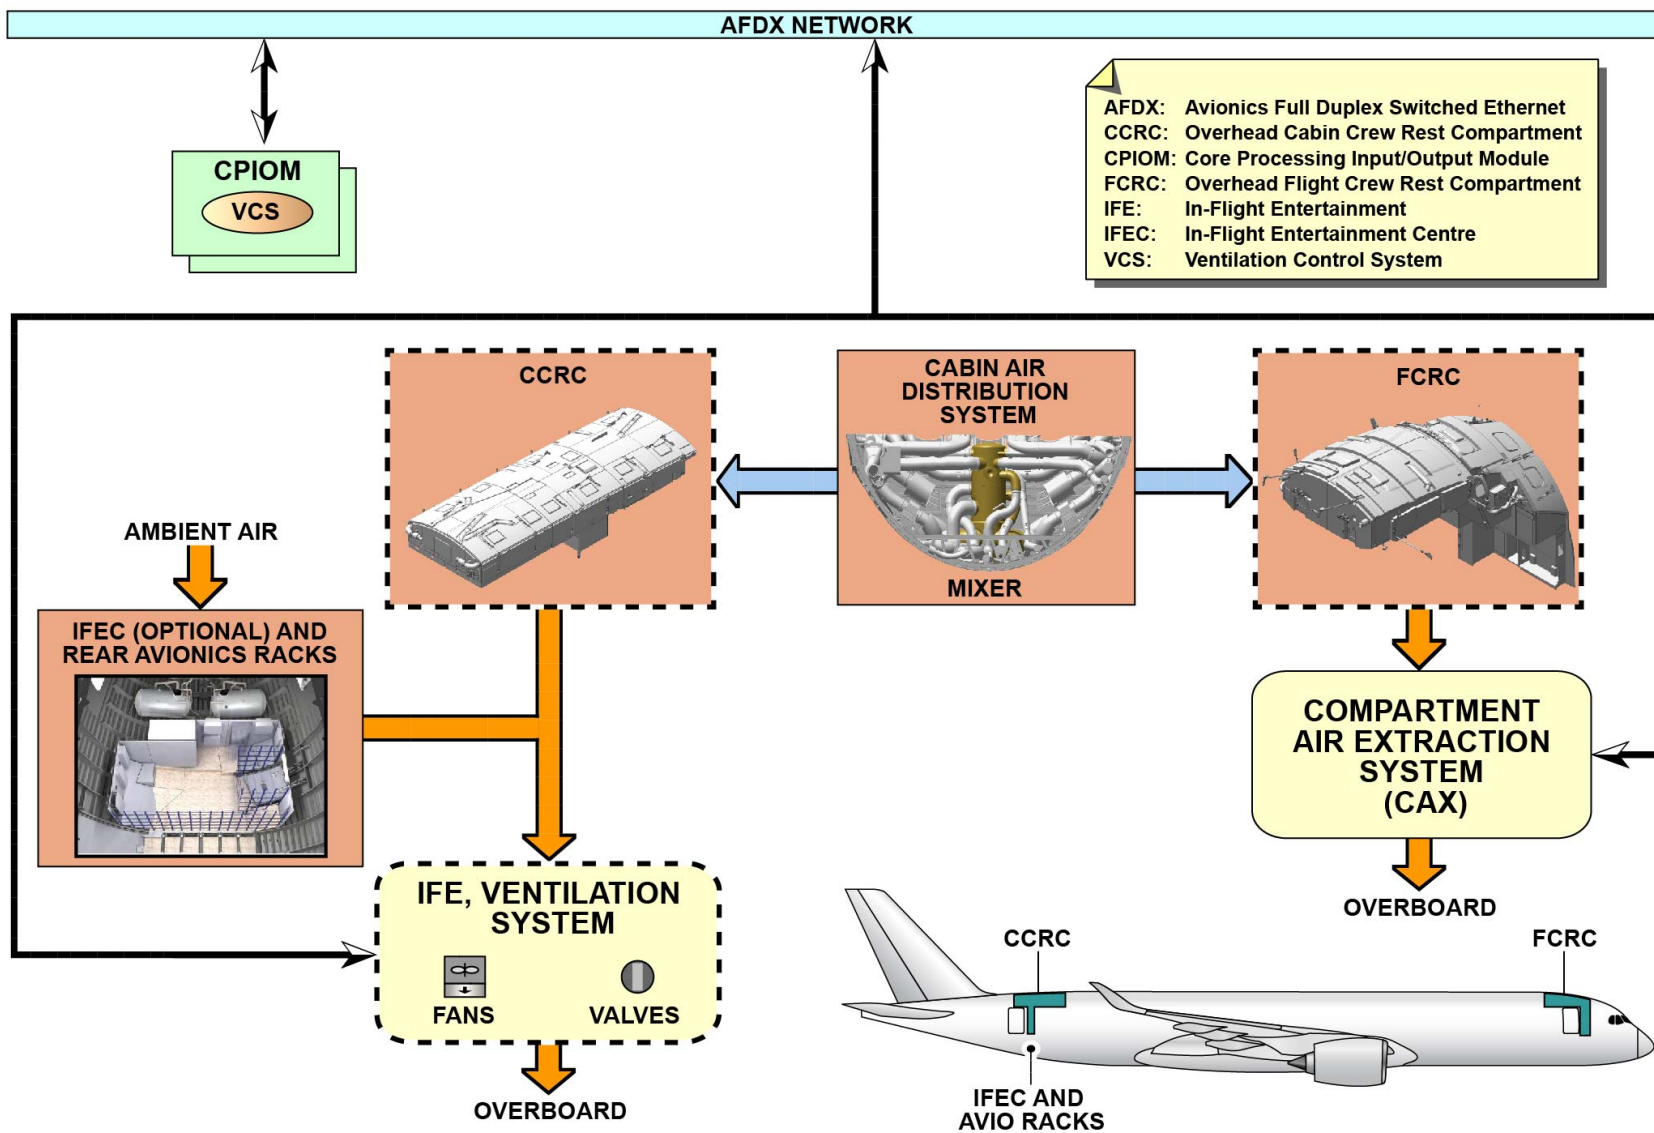 AFDX NETWORK
CPIOM
VCS
AFDX: Avionics Full Duplex Switched Ethernet
CCRC: Overhead Cabin Crew Rest Compartment
CPIOM: Core Processing Input/Output Module
FCRC: Overhead Flight Crew Rest Compartment
IFE: In-Flight Entertainment
IFEC: In-Flight Entertainment Centre
VCS: Ventilation Control System
CCRC
CABIN AIR
DISTRIBUTION
SYSTEM
MIXER
FCRC
AMBIENT AIR
IFEC (OPTIONAL) AND
REAR AVIONICS RACKS
COMPARTMENT
AIR EXTRACTION
SYSTEM
(CAX)
OVERBOARD
IFE, VENTILATION
SYSTEM
FANS
VALVES
OVERBOARD
CCRC
FCRC
IFEC AND
AVIO RACKS